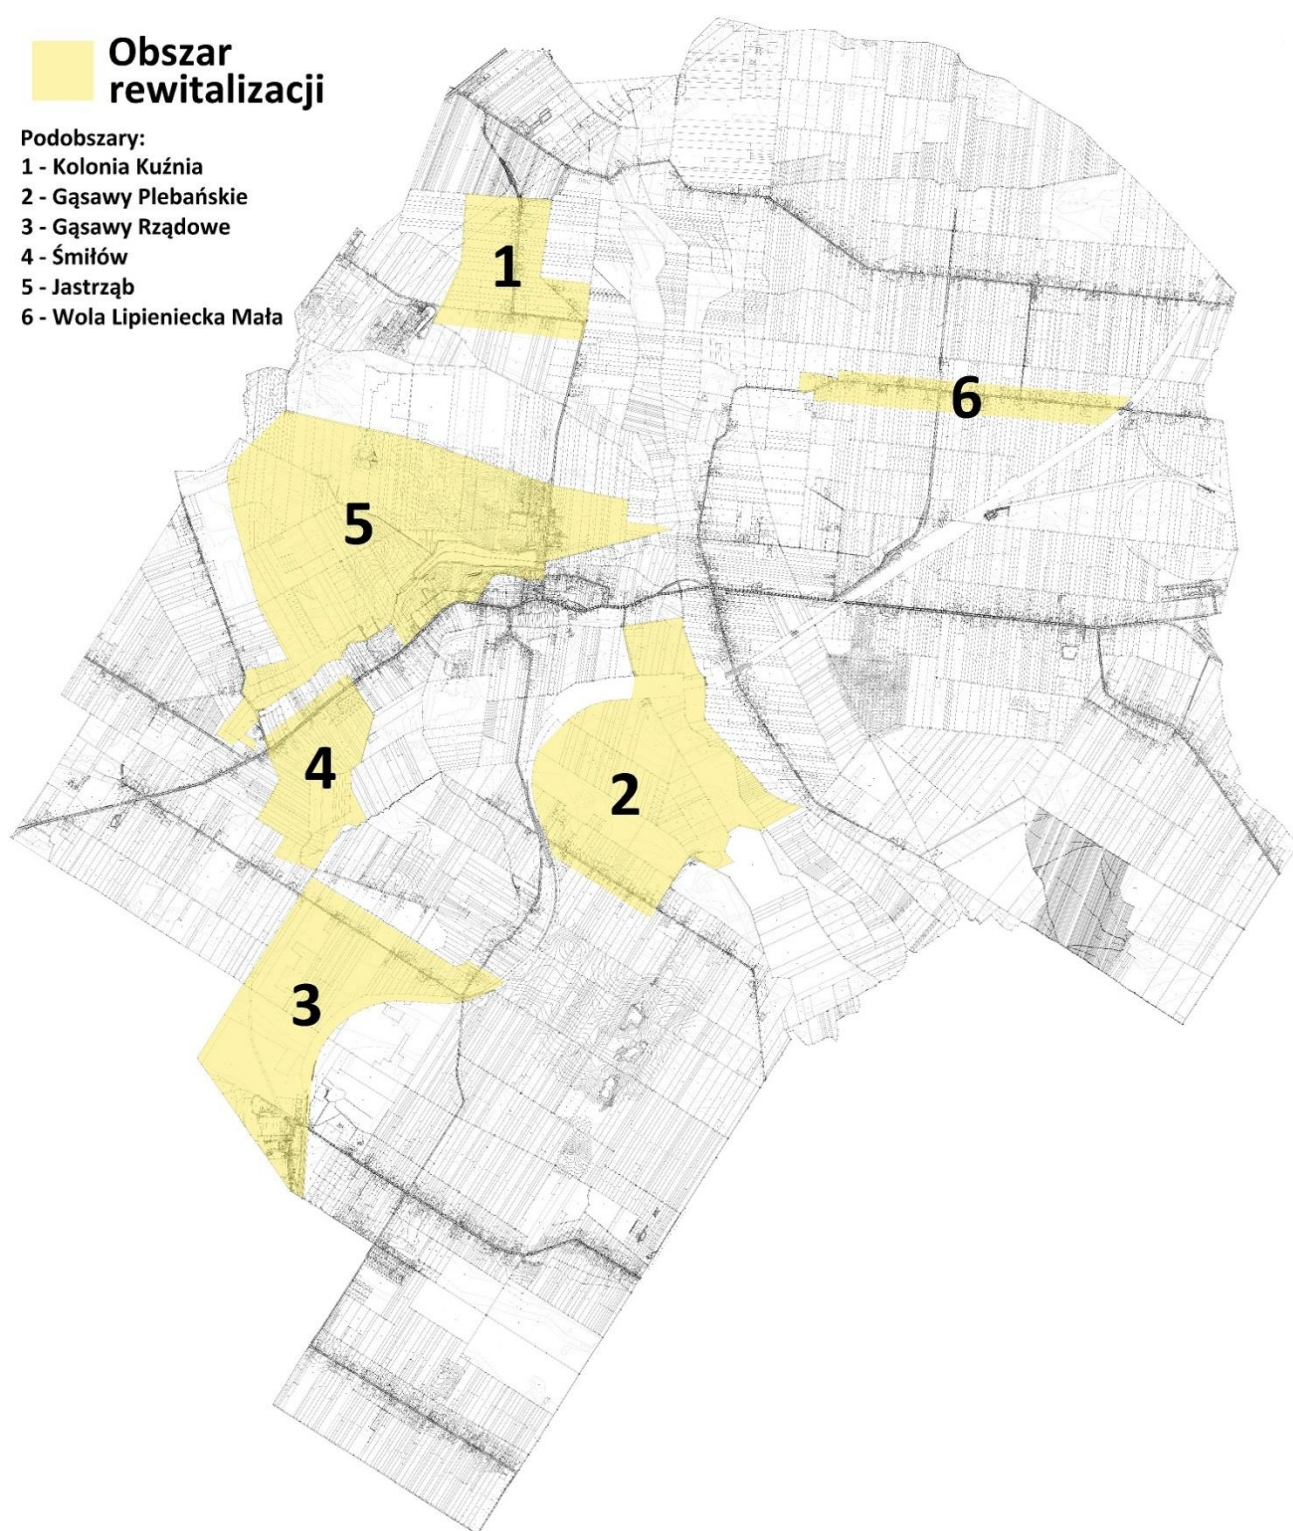 Obszar
rewitalizacji
Podobszary:
1 - Kolonia Kuźnia
2 - Gąsawy Plebańskie
3 - Gąsawy Rządowe
4 - Śmiłów
5 - Jastrząb
6 - Wola Lipieniecka Mała
1
6
5
4
2
3